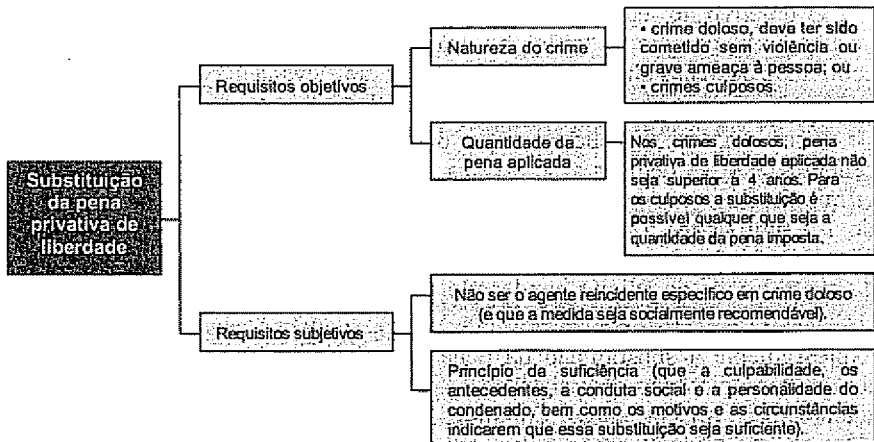 Substituição
da pena
privativa de
liberdade
Requisitos objetivos
Natureza do crime
• crime doloso, deve ter sido
cometido sem violência ou
grave ameaça à pessoa; ou
• crimes culposos.
Quantidade da
pena aplicada
Nos crimes dolosos, pena
privativa de liberdade aplicada não
seja superior a 4 anos. Para
os culposos a substituição é
possível qualquer que seja a
quantidade da pena imposta.
Requisitos subjetivos
Não ser o agente reincidente específico em crime doloso
(e que a medida seja socialmente recomendável).
Princípio da suficiência (que a culpabilidade, os
antecedentes, a conduta social e a personalidade do
condenado, bem como os motivos e as circunstâncias
indicarem que essa substituição seja suficiente).